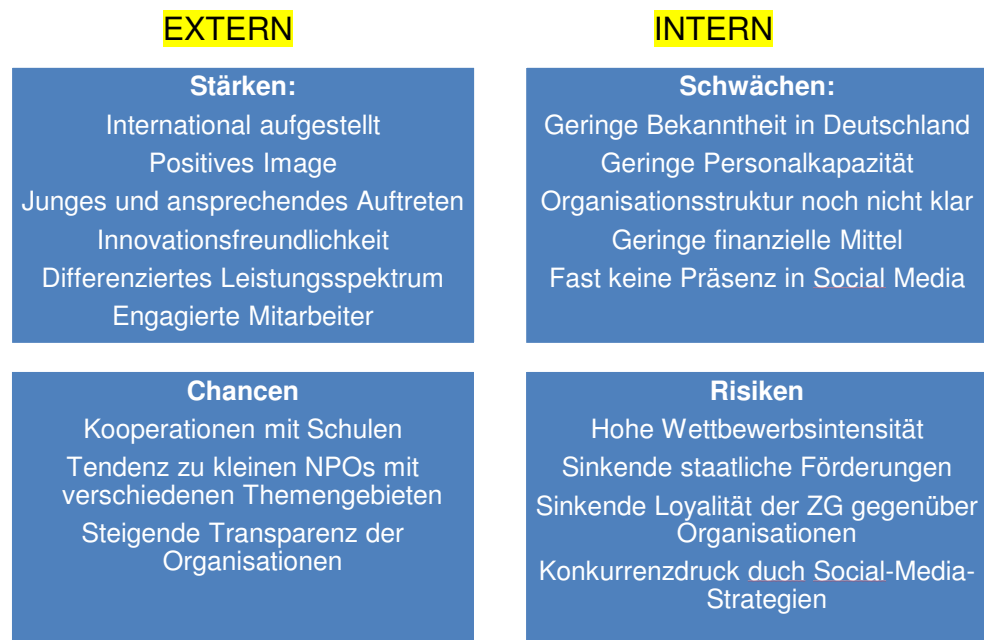 EXTERN
INTERN
Stärken:
International aufgestellt
Positives Image
Junges und ansprechendes Auftreten
Innovationsfreundlichkeit
Differenziertes Leistungsspektrum
Engagierte Mitarbeiter
Schwächen:
Geringe Bekanntheit in Deutschland
Geringe Personalkapazität
Organisationsstruktur noch nicht klar
Geringe finanzielle Mittel
Fast keine Präsenz in Social Media
Chancen
Kooperationen mit Schulen
Tendenz zu kleinen NPOs mit
verschiedenen Themengebieten
Steigende Transparenz der
Organisationen
Risiken
Hohe Wettbewerbsintensität
Sinkende staatliche Förderungen
Sinkende Loyalität der ZG gegenüber
Organisationen
Konkurrenzdruck duch Social-Media-
Strategien